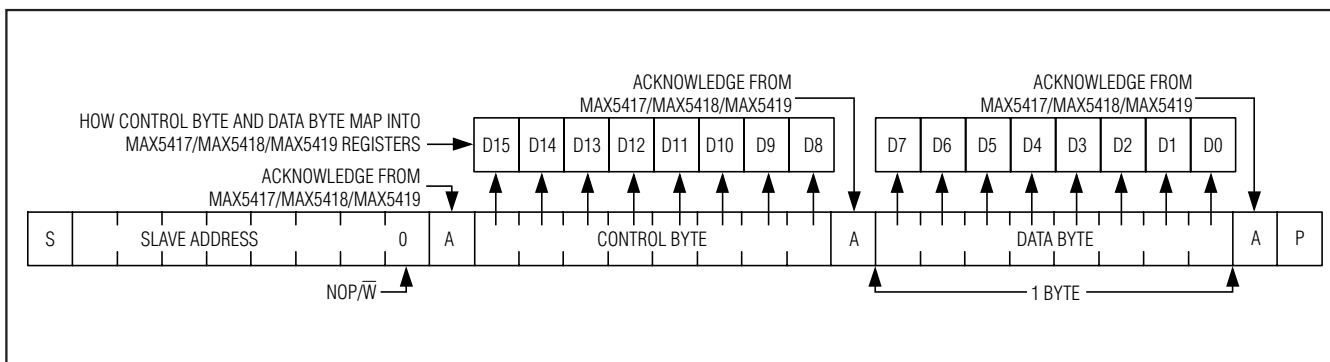 ACKNOWLEDGE FROM
MAX5417/MAX5418/MAX5419
ACKNOWLEDGE FROM
MAX5417/MAX5418/MAX5419
HOW CONTROL BYTE AND DATA BYTE MAP INTO
MAX5417/MAX5418/MAX5419 REGISTERS
D15 D14 D13 D12 D11 D10 D9 D8
D7 D6 D5 D4 D3 D2 D1 D0
ACKNOWLEDGE FROM
MAX5417/MAX5418/MAX5419
S SLAVE ADDRESS 0 A CONTROL BYTE A DATA BYTE A P
NOP/W̅
1 BYTE